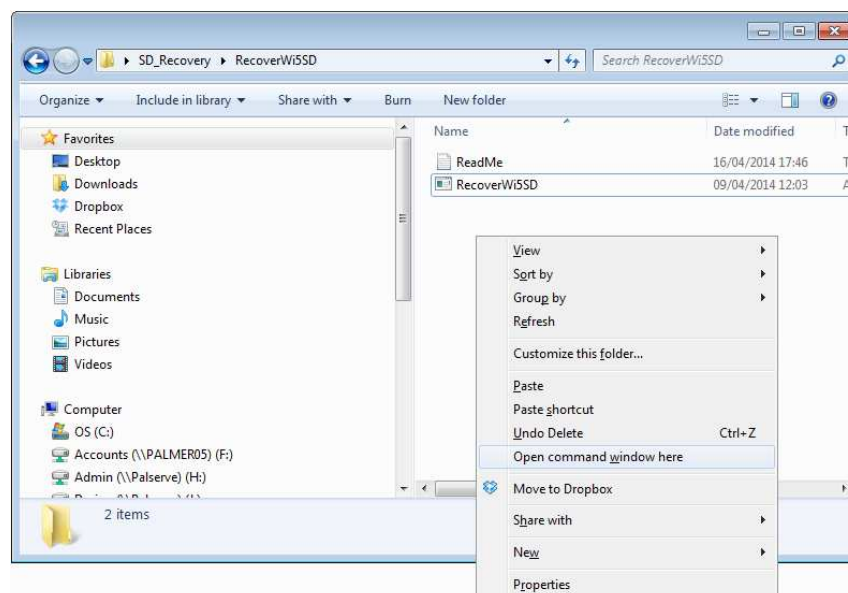 SD_Recovery RecoverWi5SD
Search RecoverWi5SD
Organize Include in library Share with Burn New folder
Name Date modified
Favorites
Desktop
Downloads
Dropbox
Recent Places
Libraries
Documents
Music
Pictures
Videos
Computer
OS (C:)
Accounts (\\PALMER05) (F:)
Admin (\\Palserve) (H:)
ReadMe 16/04/2014 17:46
RecoverWi5SD 09/04/2014 12:03
View
Sort by
Group by
Refresh
Customize this folder...
Paste
Paste shortcut
Undo Delete Ctrl+Z
Open command window here
Move to Dropbox
Share with
New
Properties
2 items